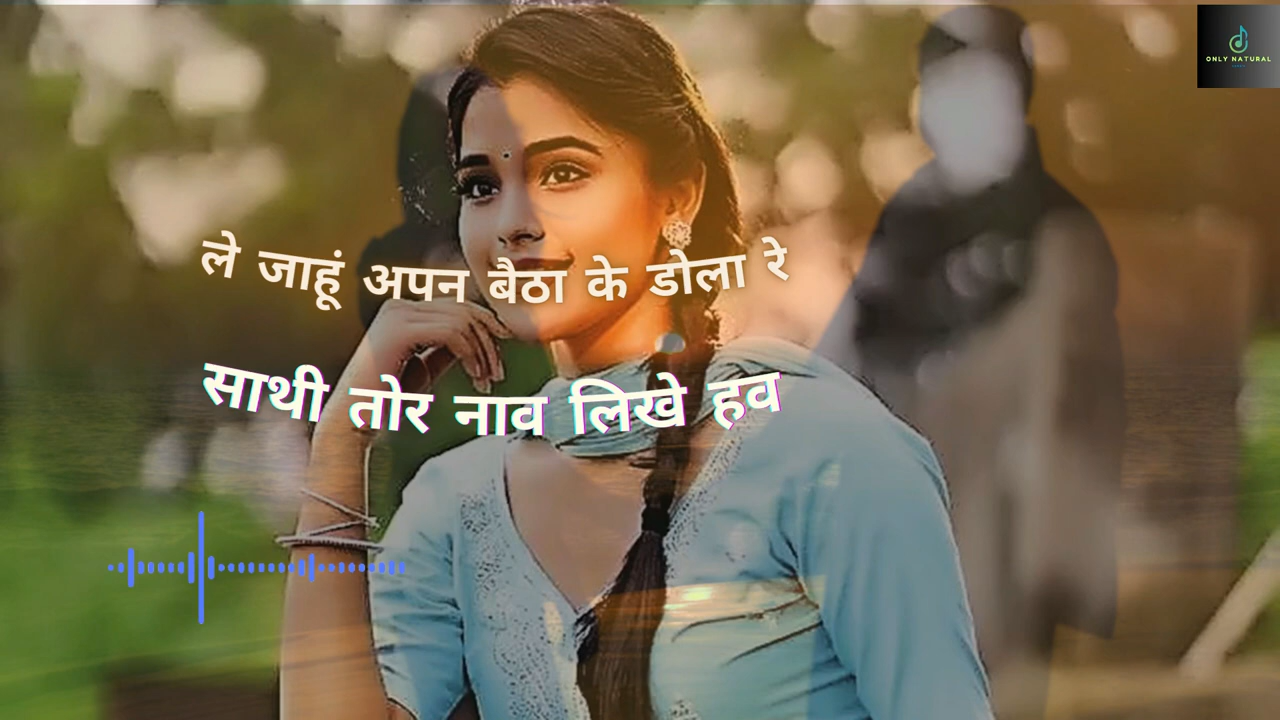 ONLY NATURAL
ले जाहूं अपन बैठा के डोला रे
साथी तोर नाव लिखे हव